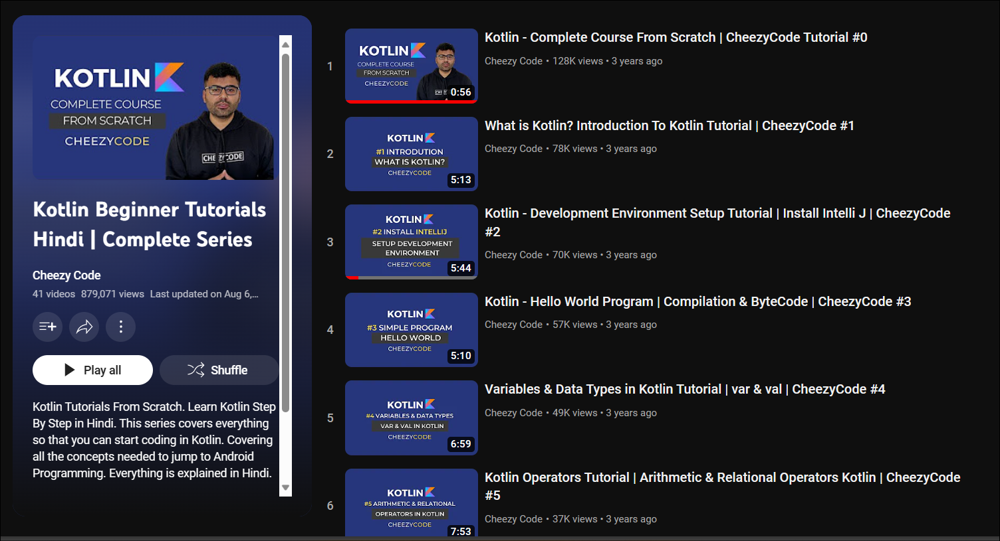 KOTLIN
COMPLETE COURSE
FROM SCRATCH
CHEEZYCODE
CHEEZYCODE
Kotlin Beginner Tutorials
Hindi | Complete Series
Cheezy Code
41 videos 879,071 views Last updated on Aug 6,...
Play all
Shuffle
Kotlin Tutorials From Scratch. Learn Kotlin Step
By Step in Hindi. This series covers everything
so that you can start coding in Kotlin. Covering
all the concepts needed to jump to Android
Programming. Everything is explained in Hindi.
1
KOTLIN
COMPLETE COURSE
FROM SCRATCH
CHEEZYCODE
0:56
Kotlin - Complete Course From Scratch | CheezyCode Tutorial #0
Cheezy Code • 128K views • 3 years ago
2
KOTLIN
#1 INTRODUTION
WHAT IS KOTLIN?
CHEEZYCODE
5:13
What is Kotlin? Introduction To Kotlin Tutorial | CheezyCode #1
Cheezy Code • 78K views • 3 years ago
3
KOTLIN
#2 INSTALL INTELLIJ
SETUP DEVELOPMENT
ENVIRONMENT
CHEEZYCODE
5:44
Kotlin - Development Environment Setup Tutorial | Install Intelli J | CheezyCode
#2
Cheezy Code • 70K views • 3 years ago
4
KOTLIN
#3 SIMPLE PROGRAM
HELLO WORLD
CHEEZYCODE
5:10
Kotlin - Hello World Program | Compilation & ByteCode | CheezyCode #3
Cheezy Code • 57K views • 3 years ago
5
KOTLIN
#4 VARIABLES & DATA TYPES
VAR & VAL IN KOTLIN
CHEEZYCODE
6:59
Variables & Data Types in Kotlin Tutorial | var & val | CheezyCode #4
Cheezy Code • 49K views • 3 years ago
6
KOTLIN
#5 ARITHMETIC & RELATIONAL
OPERATORS IN KOTLIN
CHEEZYCODE
7:53
Kotlin Operators Tutorial | Arithmetic & Relational Operators Kotlin | CheezyCode
#5
Cheezy Code • 37K views • 3 years ago